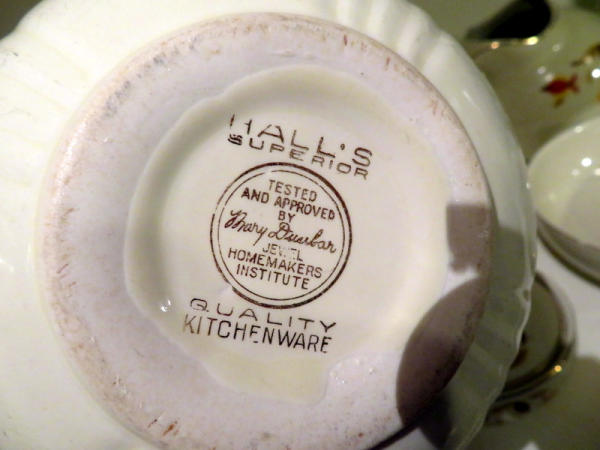 HALL'S
SUPERIOR
TESTED
AND APPROVED
BY
Mary Dunbar
JEWEL
HOMEMAKERS
INSTITUTE
QUALITY
KITCHENWARE